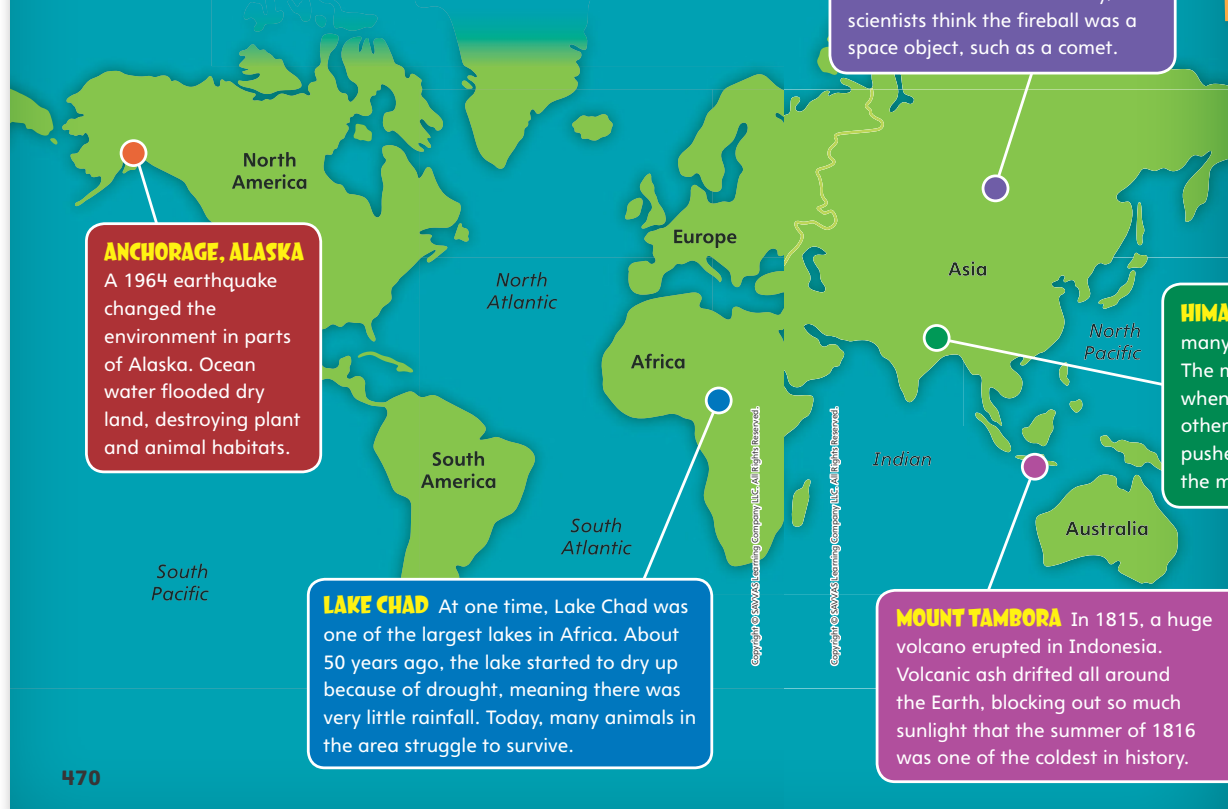 scientists think the fireball was a
space object, such as a comet.
North
America
Europe
Asia
ANCHORAGE, ALASKA
A 1964 earthquake
changed the
environment in parts
of Alaska. Ocean
water flooded dry
land, destroying plant
and animal habitats.
North
Atlantic
Africa
North
Pacific
HIMA
many
The m
when
other
pushe
the m
South
America
Indian
South
Atlantic
Australia
South
Pacific
Copyright © SAVVAS Learning Company LLC. All Rights Reserved.
Copyright © SAVVAS Learning Company LLC. All Rights Reserved.
LAKE CHAD At one time, Lake Chad was
one of the largest lakes in Africa. About
50 years ago, the lake started to dry up
because of drought, meaning there was
very little rainfall. Today, many animals in
the area struggle to survive.
MOUNT TAMBORA In 1815, a huge
volcano erupted in Indonesia.
Volcanic ash drifted all around
the Earth, blocking out so much
sunlight that the summer of 1816
was one of the coldest in history.
470